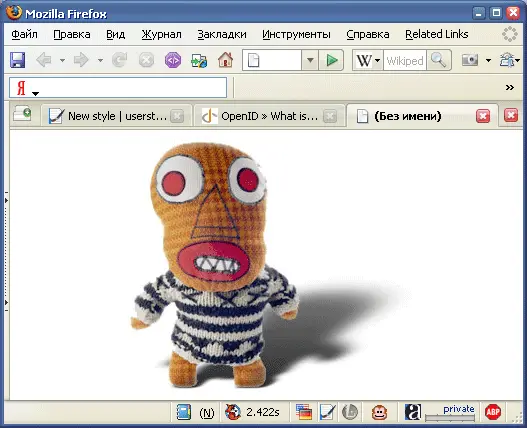 Mozilla Firefox
Файл Правка Вид Журнал Закладки Инструменты Справка Related Links
W Wikiped
Я »
New style | userst... OpenID » What is... (Без имени)
(N) 2.422s a private ABP